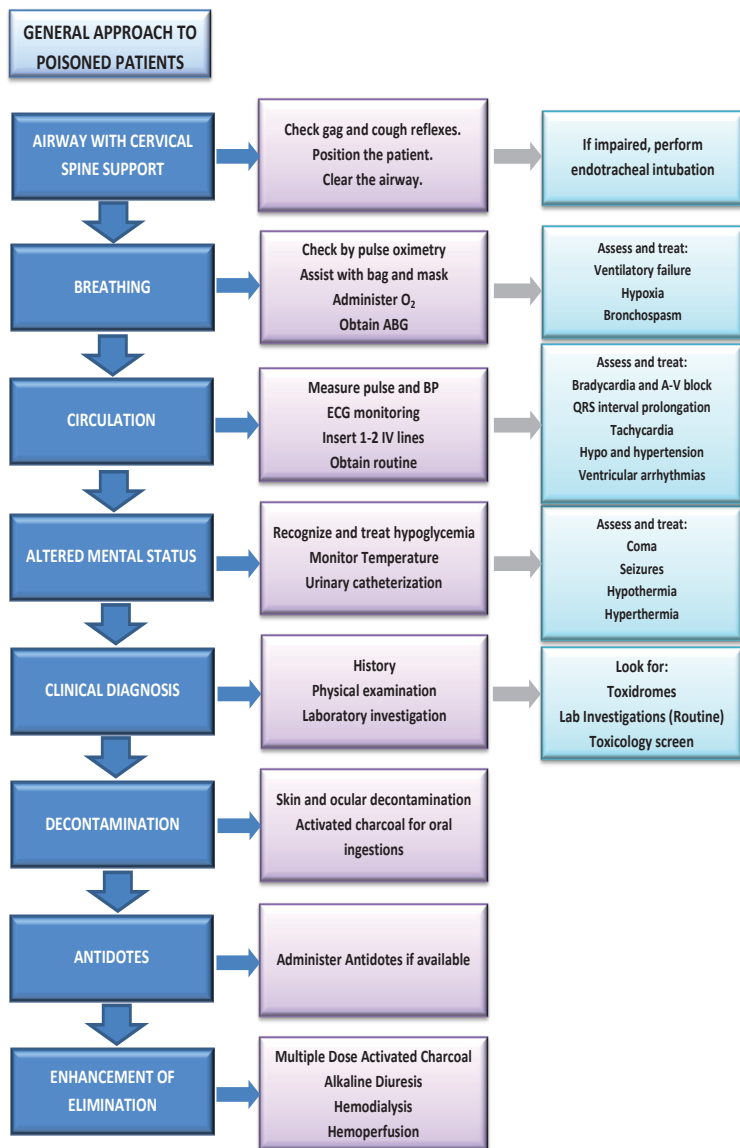 GENERAL APPROACH TO
POISONED PATIENTS
AIRWAY WITH CERVICAL
SPINE SUPPORT
Check gag and cough reflexes.
Position the patient.
Clear the airway.
If impaired, perform
endotracheal intubation
BREATHING
Check by pulse oximetry
Assist with bag and mask
Administer O₂
Obtain ABG
Assess and treat:
Ventilatory failure
Hypoxia
Bronchospasm
CIRCULATION
Measure pulse and BP
ECG monitoring
Insert 1-2 IV lines
Obtain routine
Assess and treat:
Bradycardia and A-V block
QRS interval prolongation
Tachycardia
Hypo and hypertension
Ventricular arrhythmias
ALTERED MENTAL STATUS
Recognize and treat hypoglycemia
Monitor Temperature
Urinary catheterization
Assess and treat:
Coma
Seizures
Hypothermia
Hyperthermia
CLINICAL DIAGNOSIS
History
Physical examination
Laboratory investigation
Look for:
Toxidromes
Lab Investigations (Routine)
Toxicology screen
DECONTAMINATION
Skin and ocular decontamination
Activated charcoal for oral
ingestions
ANTIDOTES
Administer Antidotes if available
ENHANCEMENT OF
ELIMINATION
Multiple Dose Activated Charcoal
Alkaline Diuresis
Hemodialysis
Hemoperfusion